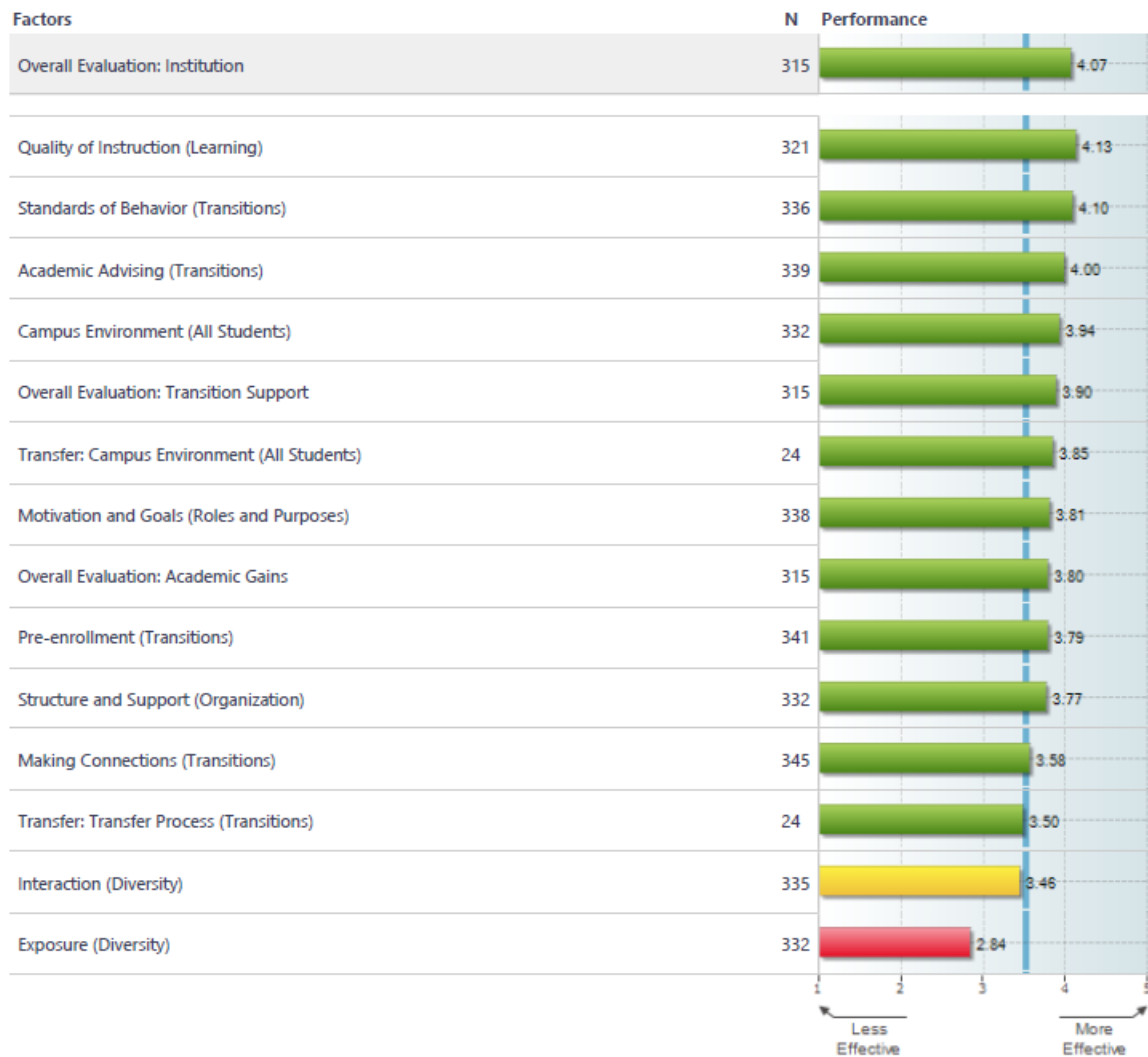 Factors N Performance
Overall Evaluation: Institution 315 4.07
Quality of Instruction (Learning) 321 4.13
Standards of Behavior (Transitions) 336 4.10
Academic Advising (Transitions) 339 4.00
Campus Environment (All Students) 332 3.94
Overall Evaluation: Transition Support 315 3.90
Transfer: Campus Environment (All Students) 24 3.85
Motivation and Goals (Roles and Purposes) 338 3.81
Overall Evaluation: Academic Gains 315 3.80
Pre-enrollment (Transitions) 341 3.79
Structure and Support (Organization) 332 3.77
Making Connections (Transitions) 345 3.58
Transfer: Transfer Process (Transitions) 24 3.50
Interaction (Diversity) 335 3.46
Exposure (Diversity) 332 2.84
1 2 3 4 5
Less More
Effective Effective